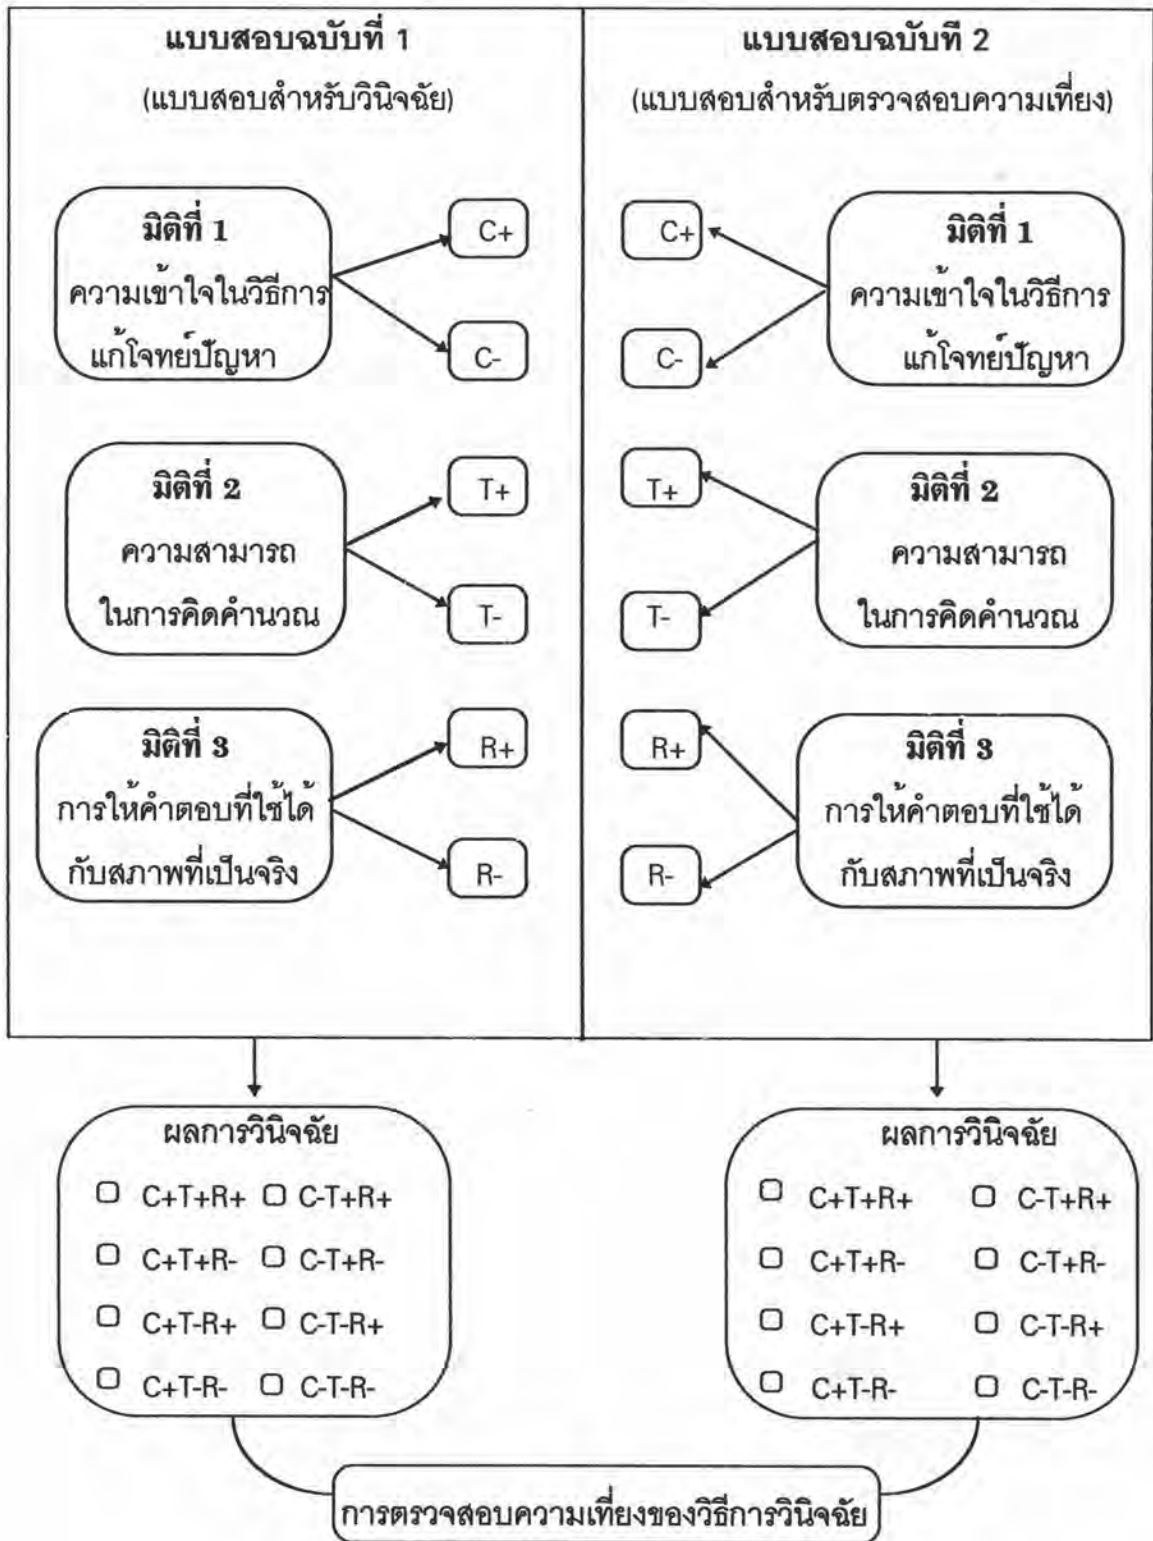 แบบสอบฉบับที่ 1
(แบบสอบสำหรับวินิจฉัย)
มิติที่ 1
ความเข้าใจในวิธีการ
แก้โจทย์ปัญหา
C+
C-
มิติที่ 2
ความสามารถ
ในการคิดคำนวณ
T+
T-
มิติที่ 3
การให้คำตอบที่ใช้ได้
กับสภาพที่เป็นจริง
R+
R-
แบบสอบฉบับที 2
(แบบสอบสำหรับตรวจสอบความเที่ยง)
C+
C-
มิติที่ 1
ความเข้าใจในวิธีการ
แก้โจทย์ปัญหา
T+
T-
มิติที่ 2
ความสามารถ
ในการคิดคำนวณ
R+
R-
มิติที่ 3
การให้คำตอบที่ใช้ได้
กับสภาพที่เป็นจริง
ผลการวินิจฉัย
C+T+R+ C-T+R+
C+T+R- C-T+R-
C+T-R+ C-T-R+
C+T-R- C-T-R-
ผลการวินิจฉัย
C+T+R+ C-T+R+
C+T+R- C-T+R-
C+T-R+ C-T-R+
C+T-R- C-T-R-
การตรวจสอบความเที่ยงของวิธีการวินิจฉัย